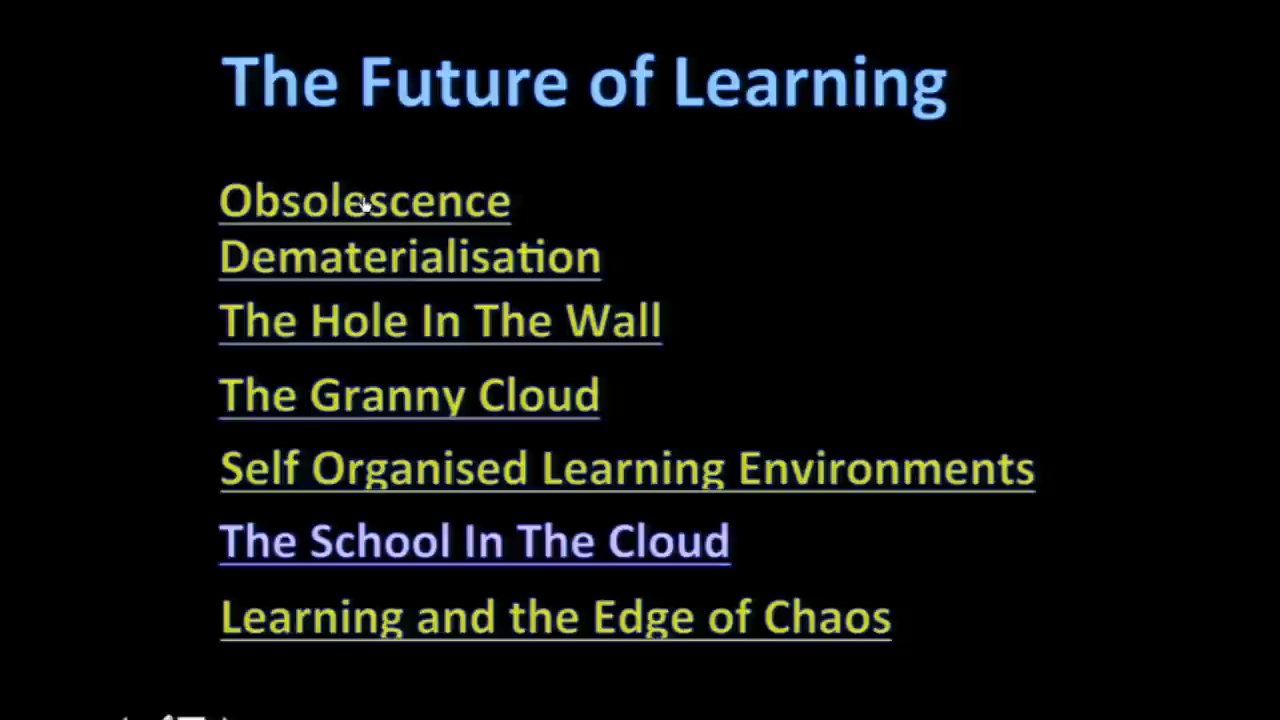 The Future of Learning
Obsolescence
Dematerialisation
The Hole In The Wall
The Granny Cloud
Self Organised Learning Environments
The School In The Cloud
Learning and the Edge of Chaos